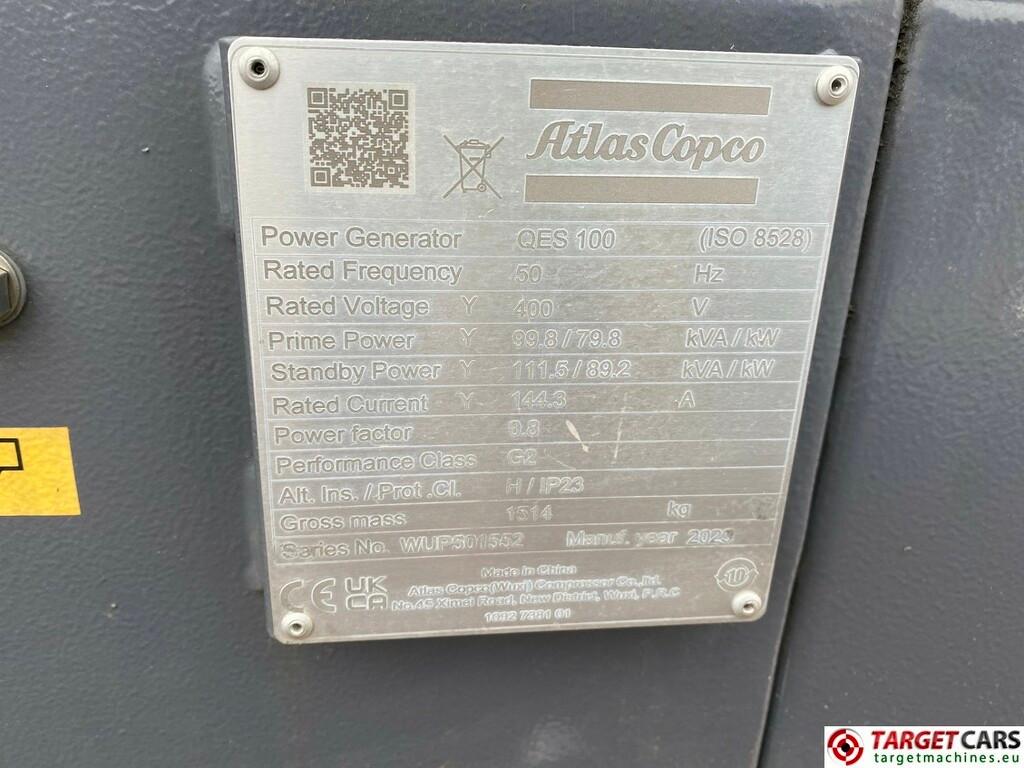 Atlas Copco
Power Generator QES 100 (ISO 8528)
Rated Frequency 50 Hz
Rated Voltage Y 400 V
Prime Power Y 99.8 / 79.8 kVA / kW
Standby Power Y 111.5 / 89.2 kVA / kW
Rated Current Y 144.3 A
Power factor 0.8
Performance Class G2
Alt. Ins. / Prot .Cl. H / IP23
Gross mass 1514 kg
Series No. WUP501552 Manuf. year
Made in China
Atlas Copco(Wuxi) Compressor Co.,ltd.
No.45 Ximei Road, New District, Wuxi, P.R.C
CE UK
CA
10
TARGETCARS
targetmachines.eu